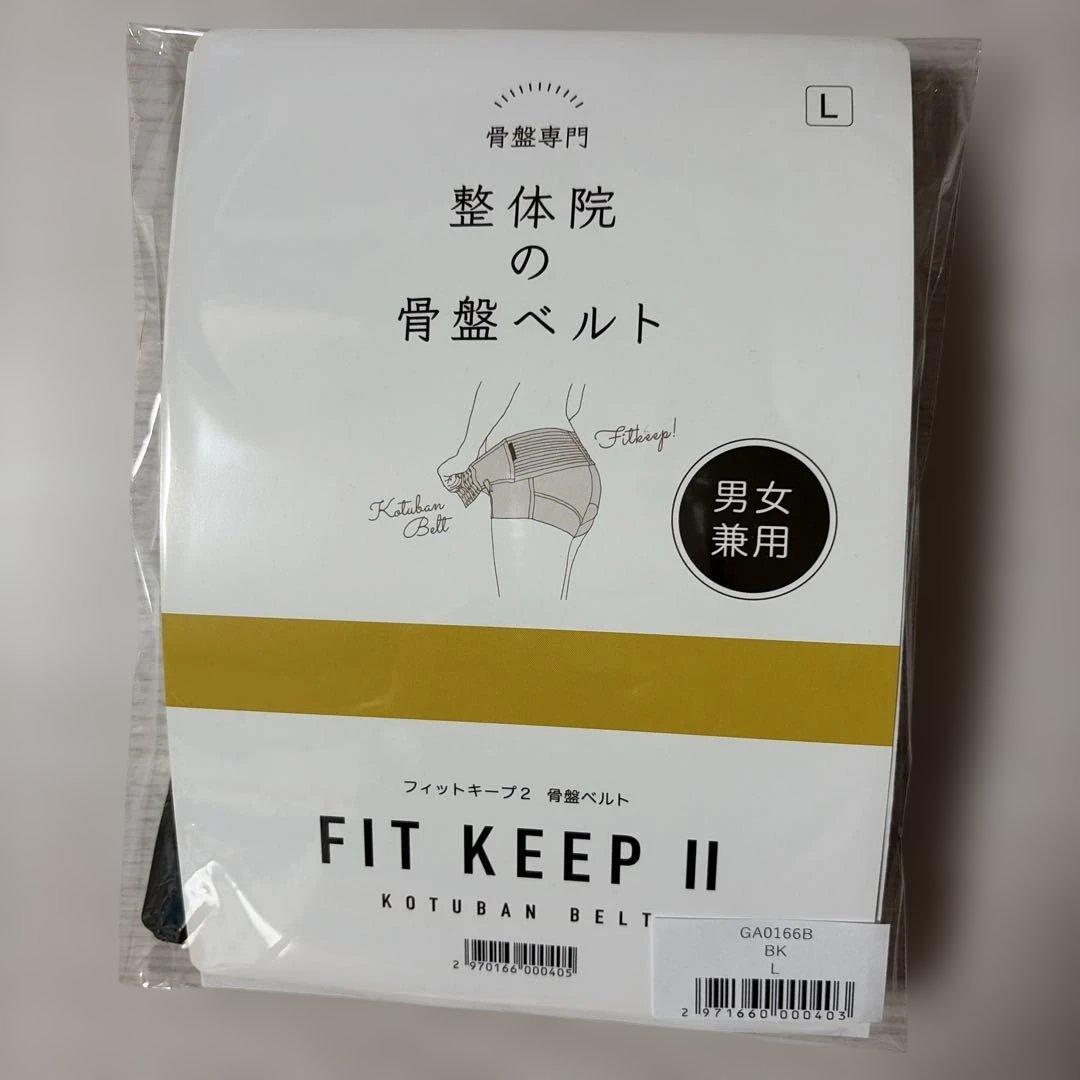 L
骨盤専門
整体院
の
骨盤ベルト
Fitkeep!
Kotuban
Belt
男女
兼用
フィットキープ2 骨盤ベルト
FIT KEEP II
KOTUBAN BELT
2 970166 000405
GA0166B
BK
L
2 971660 000403